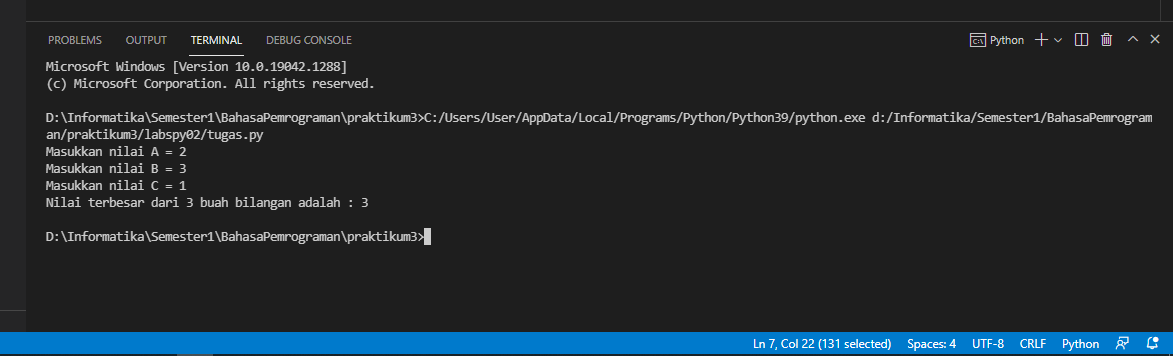 PROBLEMS OUTPUT TERMINAL DEBUG CONSOLE Python
Microsoft Windows [Version 10.0.19042.1288]
(c) Microsoft Corporation. All rights reserved.
D:\Informatika\Semester1\BahasaPemrograman\praktikum3>C:/Users/User/AppData/Local/Programs/Python/Python39/python.exe d:/Informatika/Semester1/BahasaPemrogram
an/praktikum3/labspy02/tugas.py
Masukkan nilai A = 2
Masukkan nilai B = 3
Masukkan nilai C = 1
Nilai terbesar dari 3 buah bilangan adalah : 3
D:\Informatika\Semester1\BahasaPemrograman\praktikum3>
Ln 7, Col 22 (131 selected) Spaces: 4 UTF-8 CRLF Python